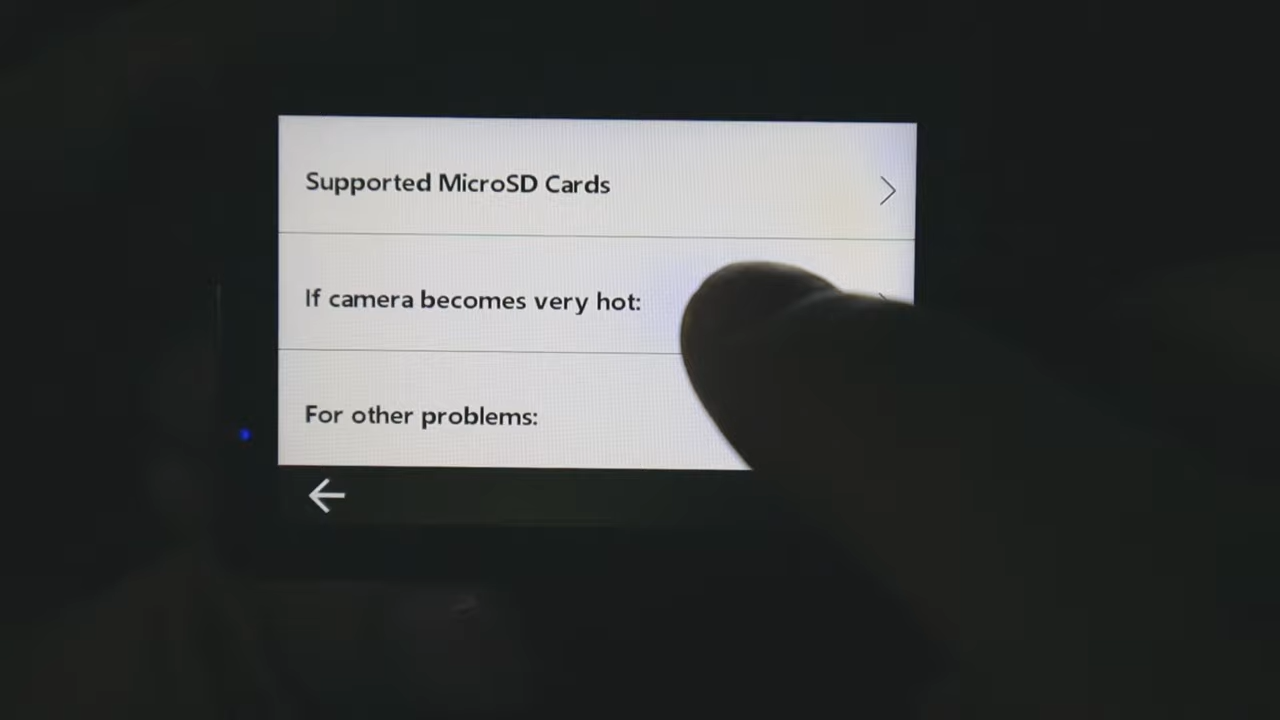 Supported MicroSD Cards
If camera becomes very hot:
For other problems: